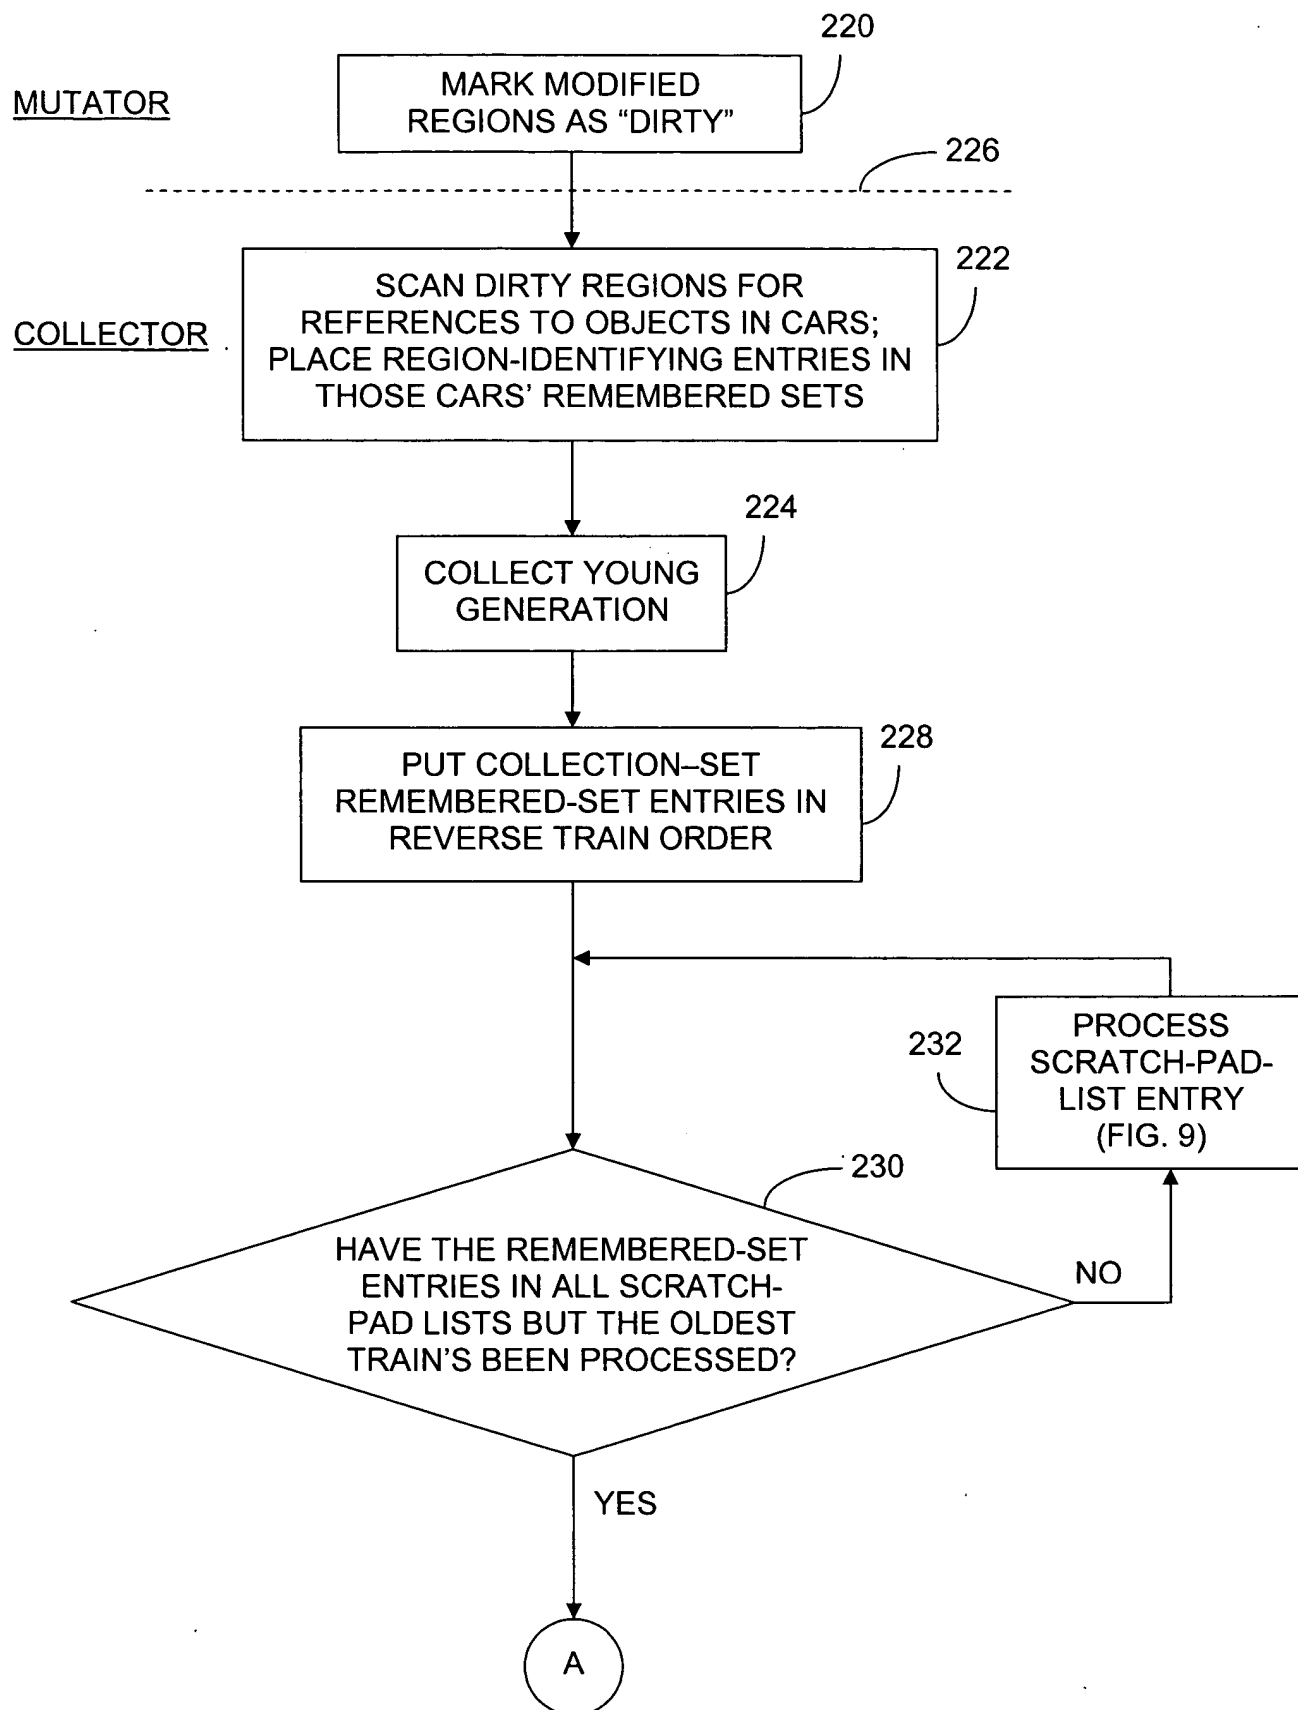 220
MUTATOR
MARK MODIFIED
REGIONS AS “DIRTY”
226
222
COLLECTOR
SCAN DIRTY REGIONS FOR
REFERENCES TO OBJECTS IN CARS;
PLACE REGION-IDENTIFYING ENTRIES IN
THOSE CARS’ REMEMBERED SETS
224
COLLECT YOUNG
GENERATION
228
PUT COLLECTION–SET
REMEMBERED-SET ENTRIES IN
REVERSE TRAIN ORDER
232
PROCESS
SCRATCH-PAD-
LIST ENTRY
(FIG. 9)
230
HAVE THE REMEMBERED-SET
ENTRIES IN ALL SCRATCH-
PAD LISTS BUT THE OLDEST
TRAIN’S BEEN PROCESSED?
NO
YES
A